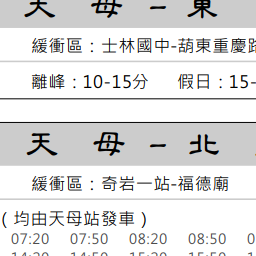 天 母 - 東
緩衝區：士林國中-葫東重慶路
離峰：10-15分 假日：15-
天 母 - 北
緩衝區：奇岩一站-福德廟
(均由天母站發車)
07:20 07:50 08:20 08:50